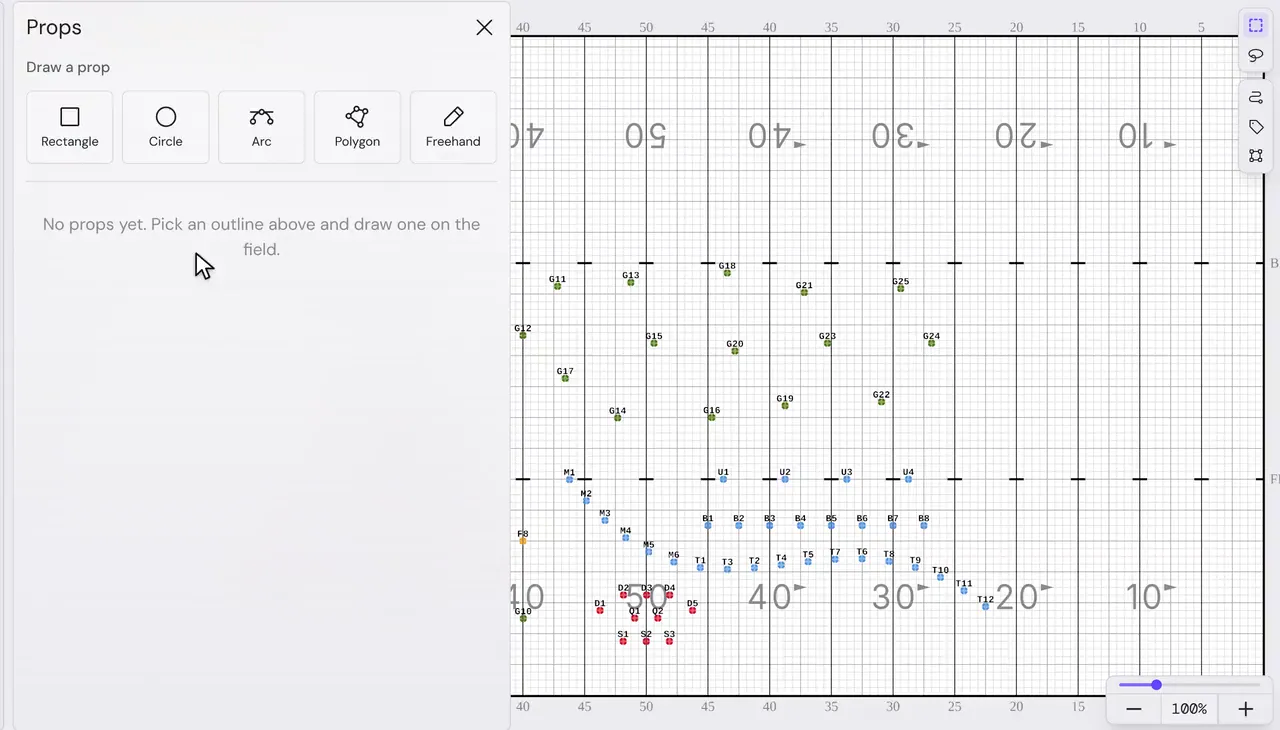 Props
Draw a prop
Rectangle
Circle
Arc
Polygon
Freehand
No props yet. Pick an outline above and draw one on the
field.
40 45 50 45 40 35 30 25 20 15 10 5
40 50 40 30 20 10
G18
G11 G13 G21 G25
G12 G15 G20 G23 G24
G17
G14 G16 G19 G22
M1 U1 U2 U3 U4
M2
M3 B1 B2 B3 B4 B5 B6 B7 B8
F8 M4
M5 M6 T1 T3 T2 T4 T5 T7 T6 T8 T9
T10 T11 T12
D2 D3 D4
40 50 40 30 20 10
G10 D1 Q1 Q2 D5
S1 S2 S3
40 45 50 45 40 35 30 25 20 15
100%